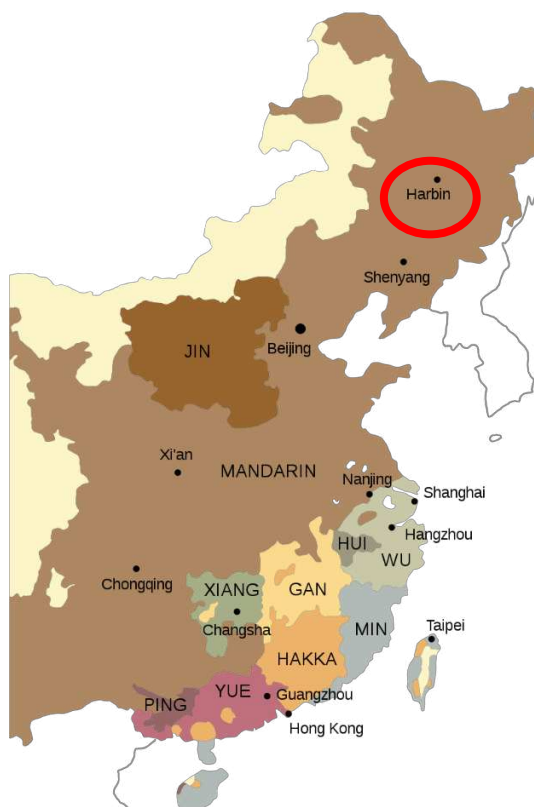 Harbin
Shenyang
Beijing
JIN
Xi'an
MANDARIN
Nanjing
Shanghai
Hangzhou
HUI
WU
Chongqing
XIANG
GAN
Changsha
MIN
Taipei
HAKKA
YUE
Guangzhou
PING
Hong Kong